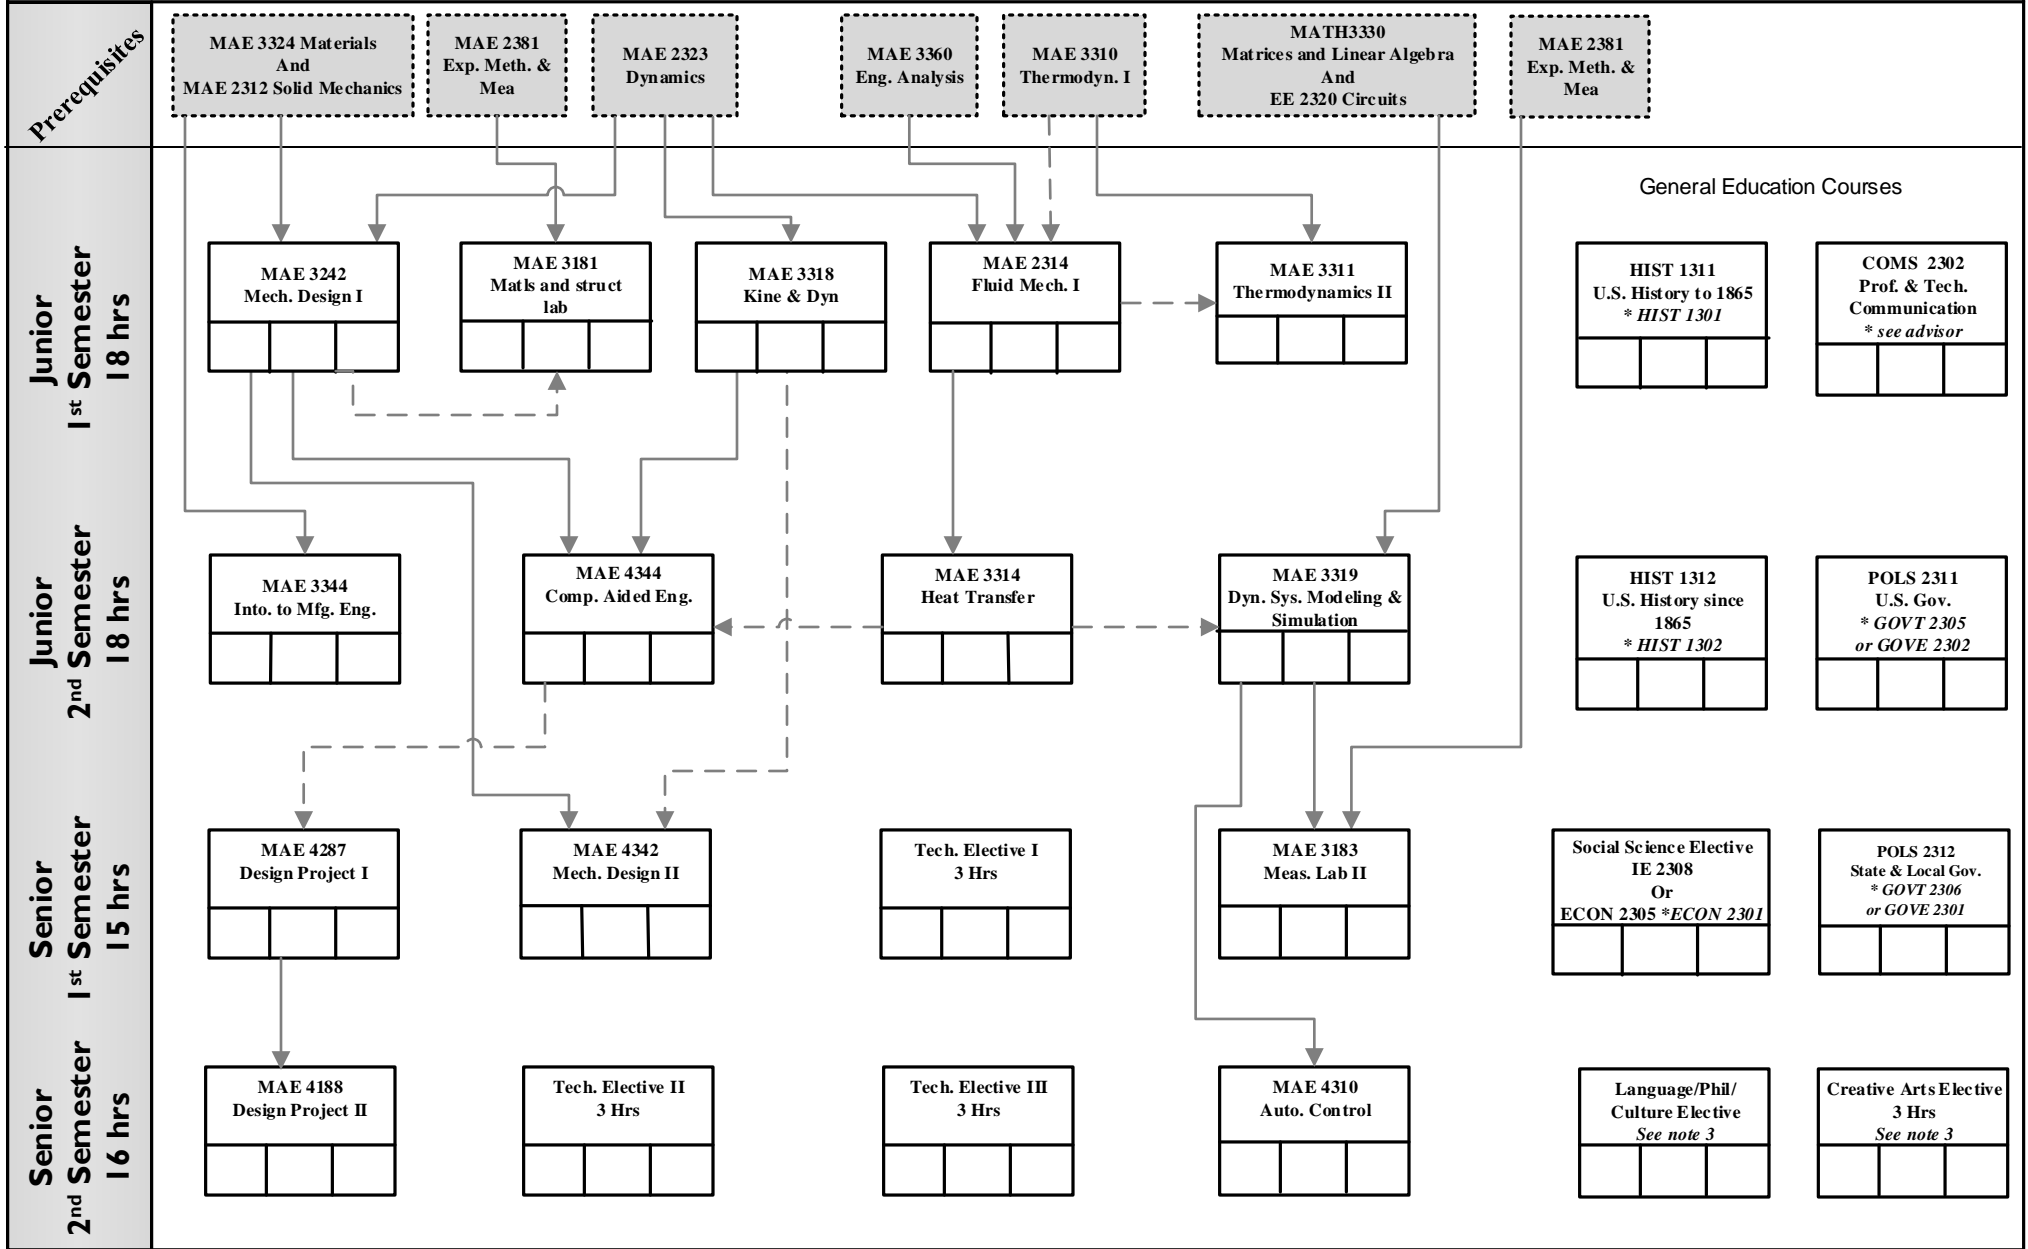 Prerequisites
MAE 3324 Materials
And
MAE 2312 Solid Mechanics
MAE 2381
Exp. Meth. &
Mea
MAE 2323
Dynamics
MAE 3360
Eng. Analysis
MAE 3310
Thermodyn. I
MATH3330
Matrices and Linear Algebra
And
EE 2320 Circuits
MAE 2381
Exp. Meth. &
Mea
General Education Courses
Junior
1st Semester
18 hrs
MAE 3242
Mech. Design I
MAE 3181
Matls and struct
lab
MAE 3318
Kine & Dyn
MAE 2314
Fluid Mech. I
MAE 3311
Thermodynamics II
HIST 1311
U.S. History to 1865
* HIST 1301
COMS 2302
Prof. & Tech.
Communication
* see advisor
Junior
2nd Semester
18 hrs
MAE 3344
Into. to Mfg. Eng.
MAE 4344
Comp. Aided Eng.
MAE 3314
Heat Transfer
MAE 3319
Dyn. Sys. Modeling &
Simulation
HIST 1312
U.S. History since
1865
* HIST 1302
POLS 2311
U.S. Gov.
* GOVT 2305
or GOVE 2302
Senior
1st Semester
15 hrs
MAE 4287
Design Project I
MAE 4342
Mech. Design II
Tech. Elective I
3 Hrs
MAE 3183
Meas. Lab II
Social Science Elective
IE 2308
Or
ECON 2305 *ECON 2301
POLS 2312
State & Local Gov.
* GOVT 2306
or GOVE 2301
Senior
2nd Semester
16 hrs
MAE 4188
Design Project II
Tech. Elective II
3 Hrs
Tech. Elective III
3 Hrs
MAE 4310
Auto. Control
Language/Phil/
Culture Elective
See note 3
Creative Arts Elective
3 Hrs
See note 3